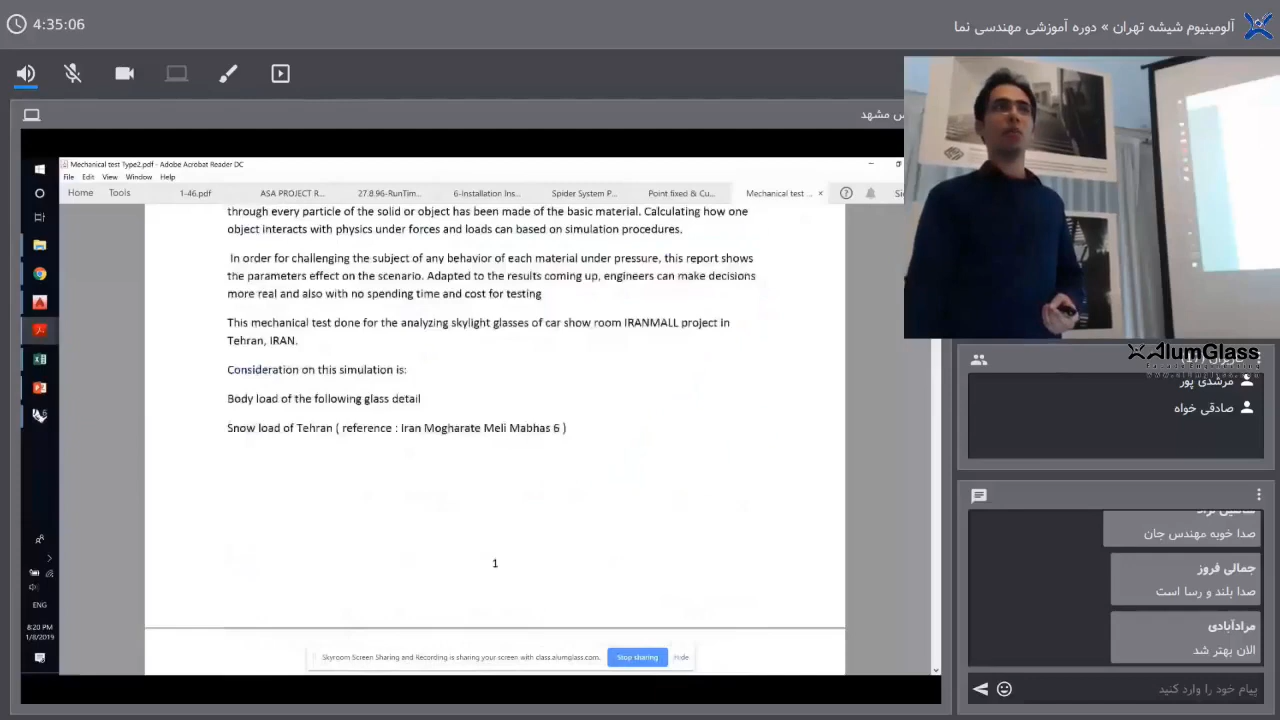 4:35:06
آلومینیوم شیشه تهران » دوره آموزشی مهندسی نما
س مشهد
Mechanical test Type2.pdf - Adobe Acrobat Reader DC
File Edit View Window Help
Home Tools 1-46.pdf ASA PROJECT R... 27.8.96-RunTim... 6-Installation Ins... Spider System P... Point fixed & Cu... Mechanical test ... ×
through every particle of the solid or object has been made of the basic material. Calculating how one
object interacts with physics under forces and loads can based on simulation procedures.
In order for challenging the subject of any behavior of each material under pressure, this report shows
the parameters effect on the scenario. Adapted to the results coming up, engineers can make decisions
more real and also with no spending time and cost for testing
This mechanical test done for the analyzing skylight glasses of car show room IRANMALL project in
Tehran, IRAN.
Consideration on this simulation is:
Body load of the following glass detail
Snow load of Tehran ( reference : Iran Mogharate Meli Mabhas 6 )
1
ENG
8:20 PM
1/8/2019
Skyroom Screen Sharing and Recording is sharing your screen with class.alumglass.com.
Stop sharing
Hide
AlumGlass
کاربران (17)
مرشدی پور
صادقی خواه
صدا خوبه مهندس جان
جمالی فروز
صدا بلند و رسا است
مرادآبادی
الان بهتر شد
پیام خود را وارد کنید